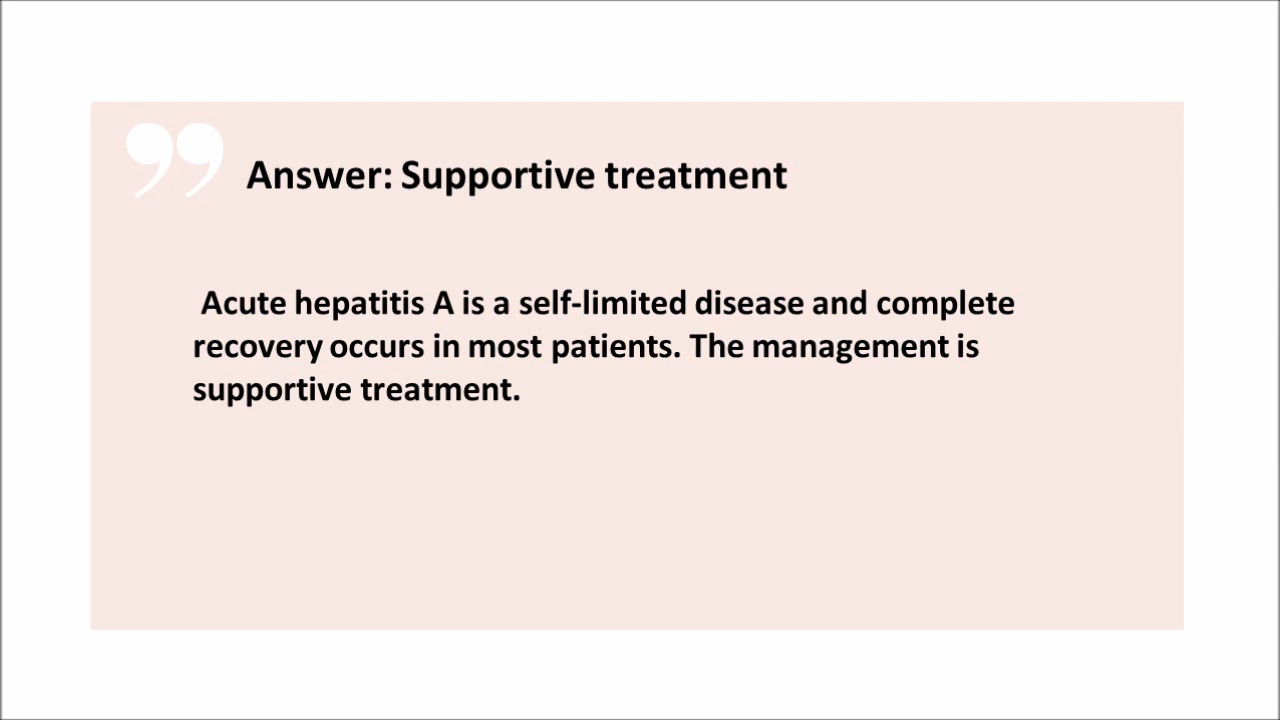 Answer: Supportive treatment
Acute hepatitis A is a self-limited disease and complete
recovery occurs in most patients. The management is
supportive treatment.